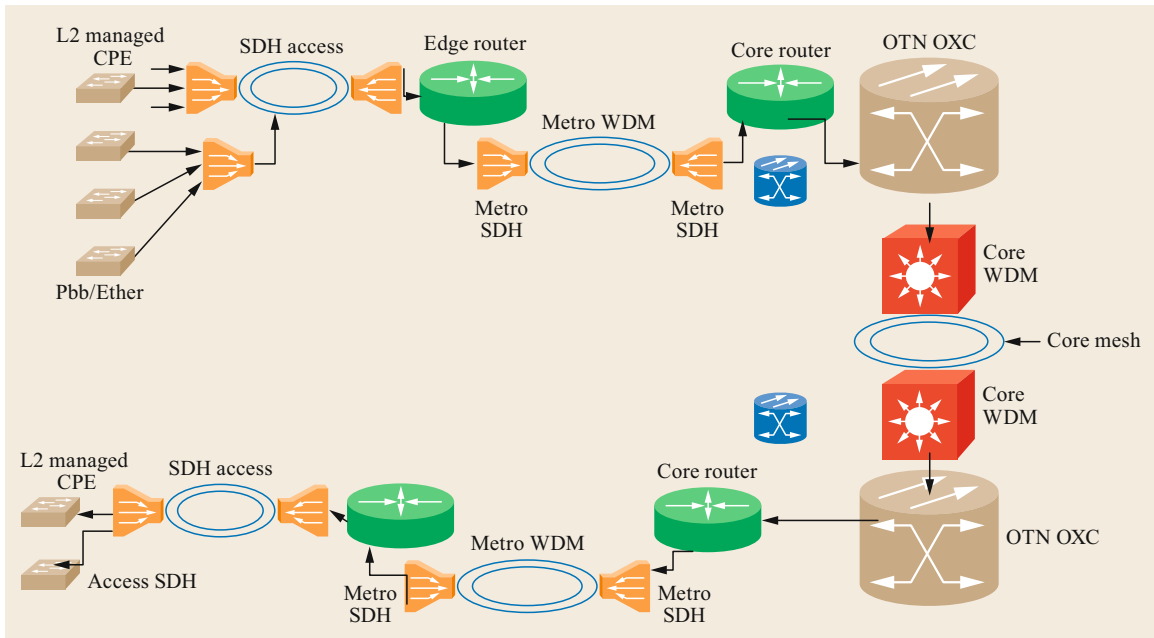 L2 managed
CPE
SDH access
Edge router
Core router
OTN OXC
Metro WDM
Metro
SDH
Metro
SDH
Pbb/Ether
Core
WDM
Core mesh
Core
WDM
L2 managed
CPE
SDH access
Core router
Metro WDM
OTN OXC
Access SDH
Metro
SDH
Metro
SDH